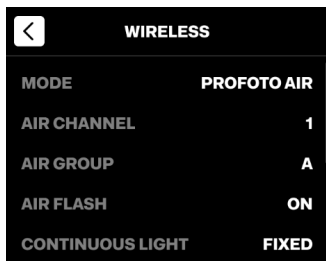 WIRELESS
MODE PROFOTO AIR
AIR CHANNEL 1
AIR GROUP A
AIR FLASH ON
CONTINUOUS LIGHT FIXED